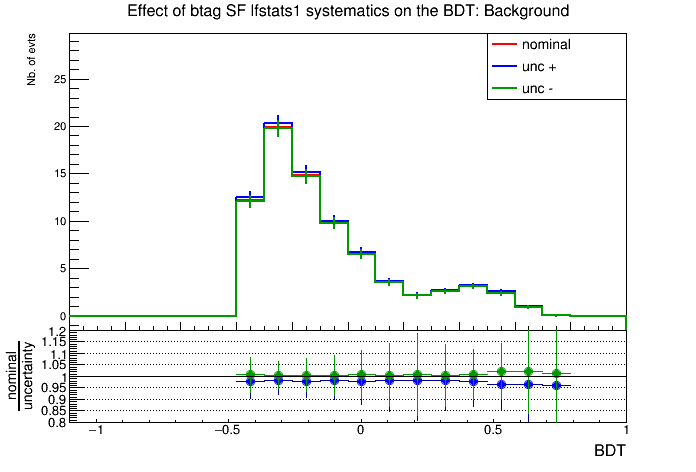 Effect of btag SF lfstats1 systematics on the BDT: Background
Nb. of evts
nominal
unc +
unc -
25
20
15
10
5
0
nominal
uncertainty
1.2
1.15
1.1
1.05
1
0.95
0.9
0.85
0.8
−1
−0.5
0
0.5
1
BDT